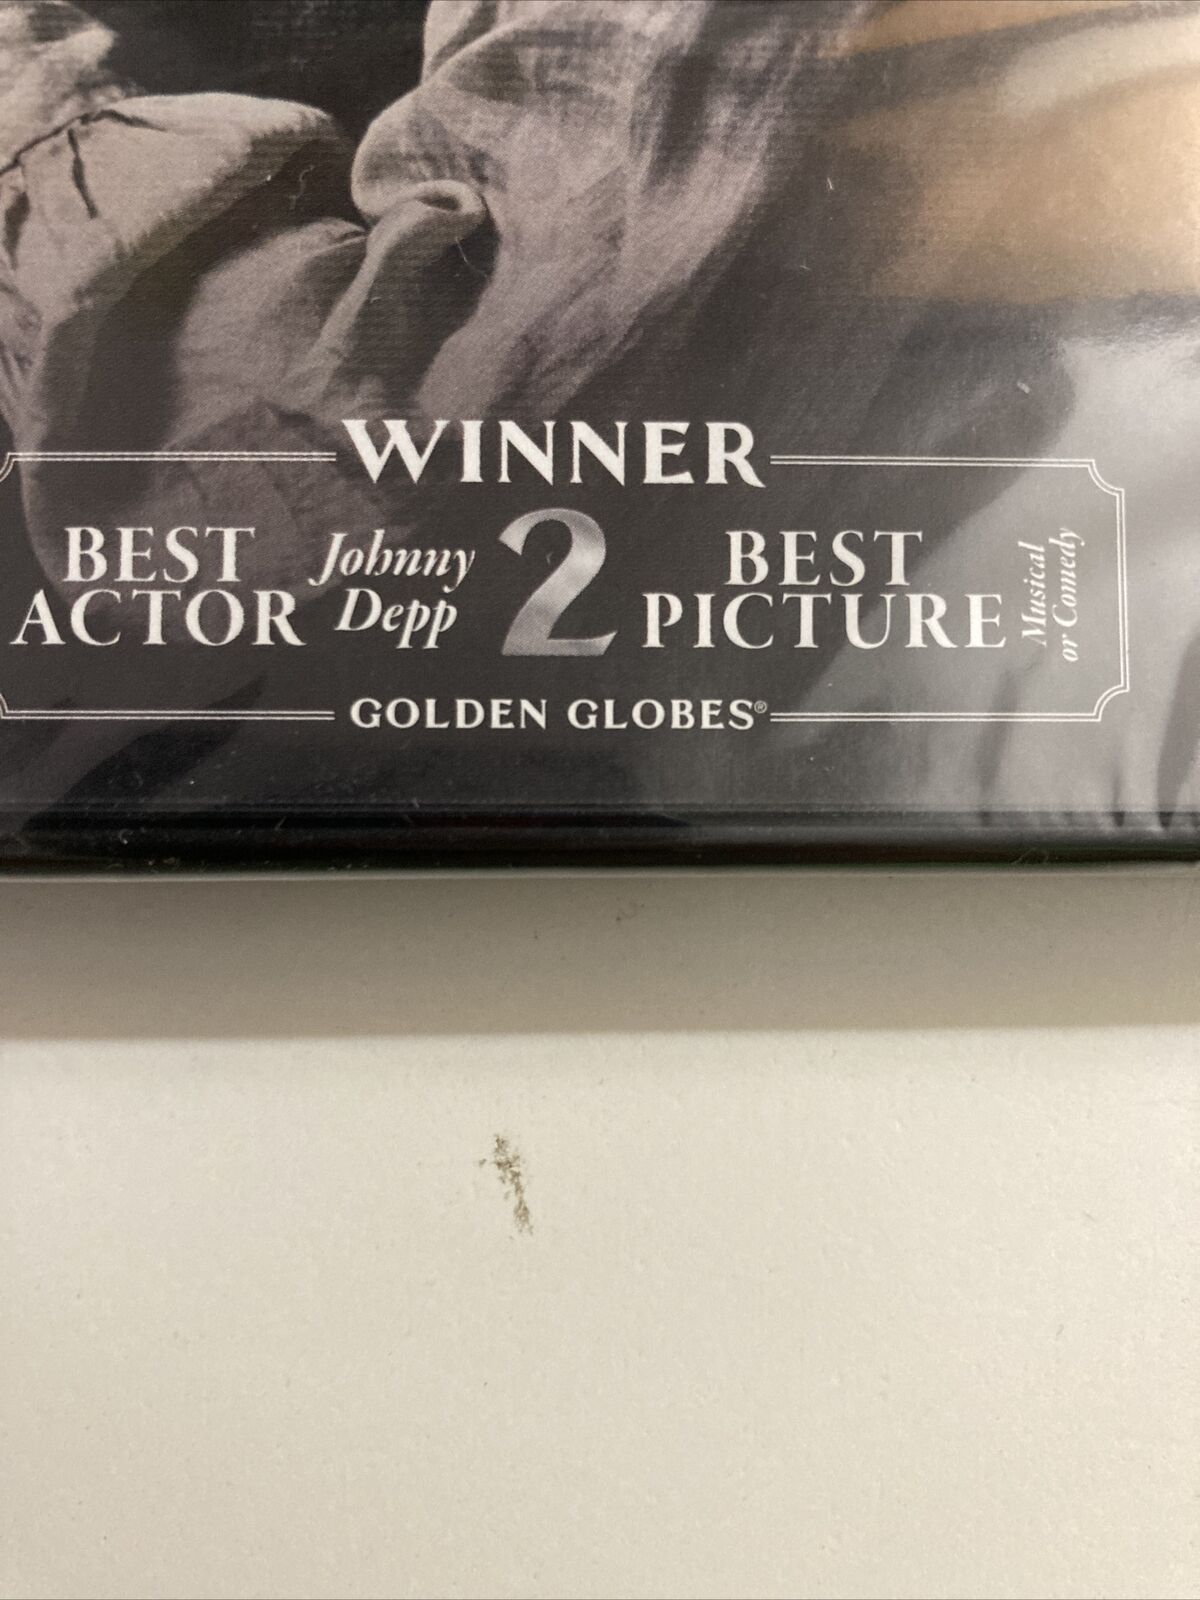 WINNER
BEST ACTOR
Johnny Depp
2
BEST PICTURE
Musical or Comedy
GOLDEN GLOBES®